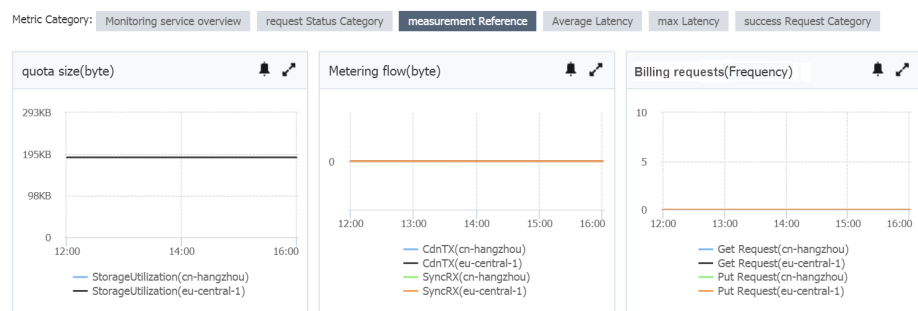 Metric Category: Monitoring service overview request Status Category measurement Reference Average Latency max Latency success Request Category
quota size(byte)
293KB
195KB
98KB
0
12:00 14:00 16:00
StorageUtilization(cn-hangzhou)
StorageUtilization(eu-central-1)
Metering flow(byte)
0
12:00 13:00 14:00 15:00 16:00
CdnTX(cn-hangzhou)
CdnTX(eu-central-1)
SyncRX(cn-hangzhou)
SyncRX(eu-central-1)
Billing requests(Frequency)
10
5
0
12:00 13:00 14:00 15:00 16:00
Get Request(cn-hangzhou)
Get Request(eu-central-1)
Put Request(cn-hangzhou)
Put Request(eu-central-1)